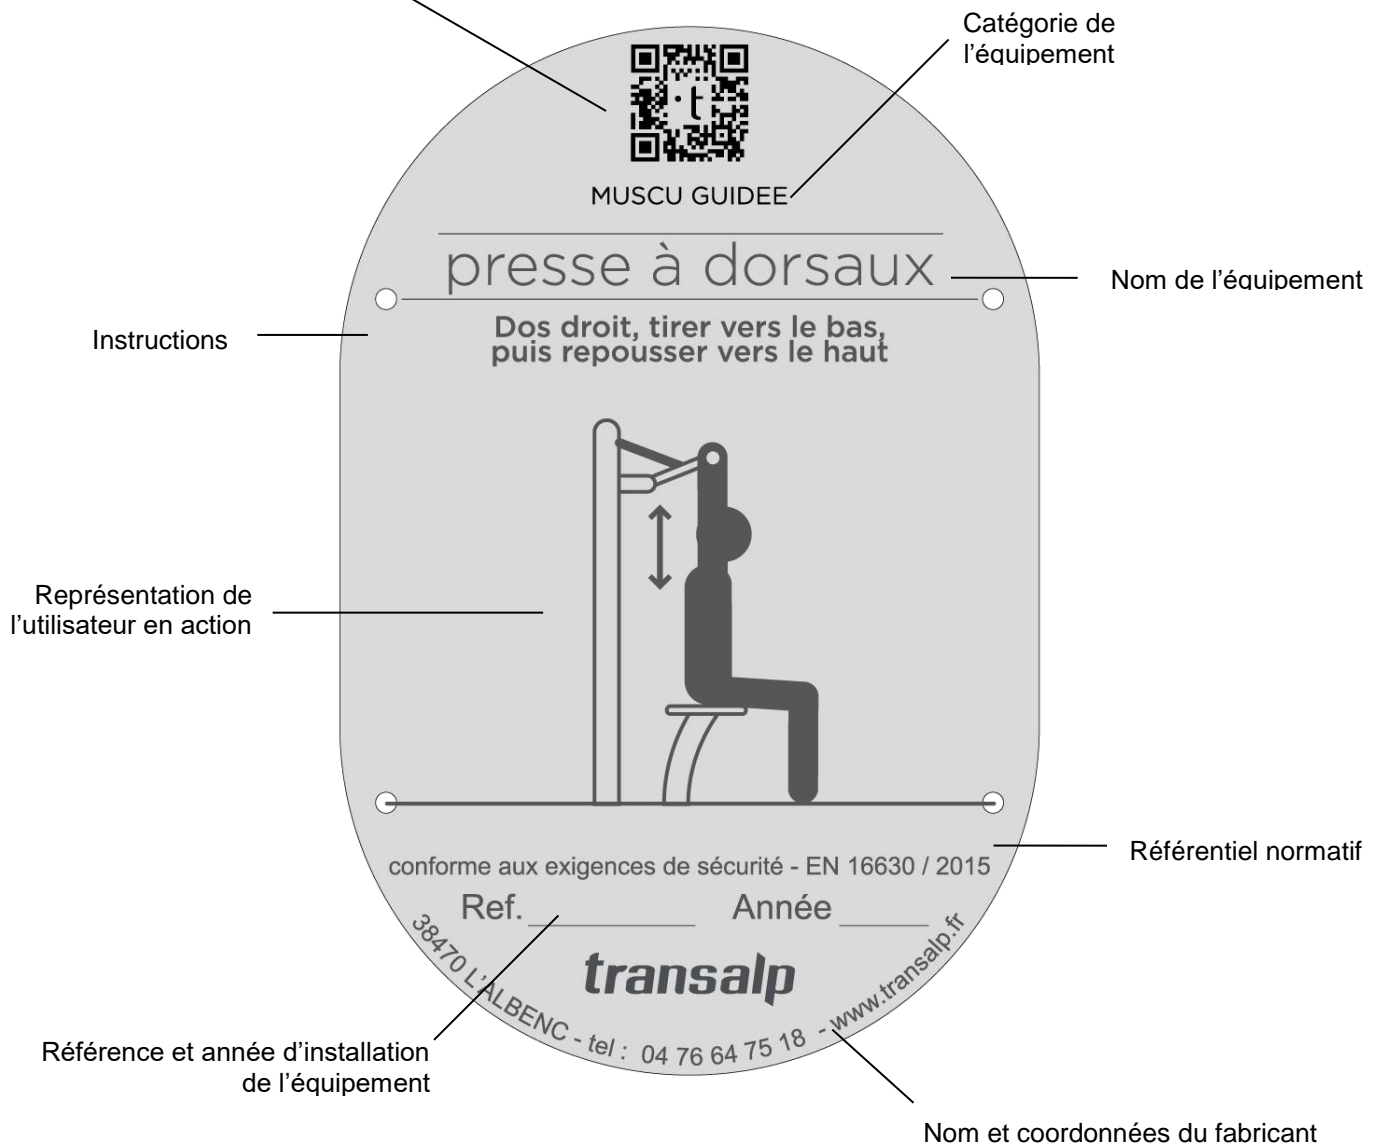 Catégorie de
l’équipement
t
MUSCU GUIDEE
presse à dorsaux
Nom de l’équipement
Instructions
Dos droit, tirer vers le bas,
puis repousser vers le haut
Représentation de
l’utilisateur en action
Référentiel normatif
conforme aux exigences de sécurité - EN 16630 / 2015
Ref. __________ Année ______
transalp
38470 L’ALBENC - tel : 04 76 64 75 18 - www.transalp.fr
Référence et année d’installation
de l’équipement
Nom et coordonnées du fabricant